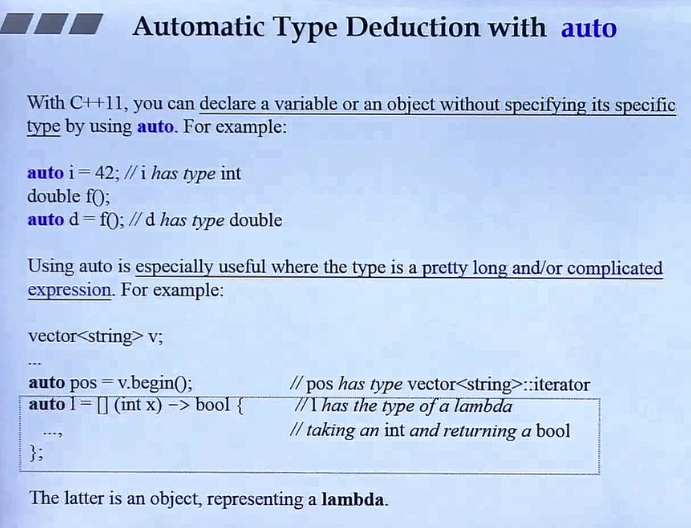 Automatic Type Deduction with auto
With C++11, you can declare a variable or an object without specifying its specific
type by using auto. For example:
auto i = 42; // i has type int
double f();
auto d = f(); // d has type double
Using auto is especially useful where the type is a pretty long and/or complicated
expression. For example:
vector<string> v;
...
auto pos = v.begin(); // pos has type vector<string>::iterator
auto l = [] (int x) -> bool { // l has the type of a lambda
..., // taking an int and returning a bool
};
The latter is an object, representing a lambda.